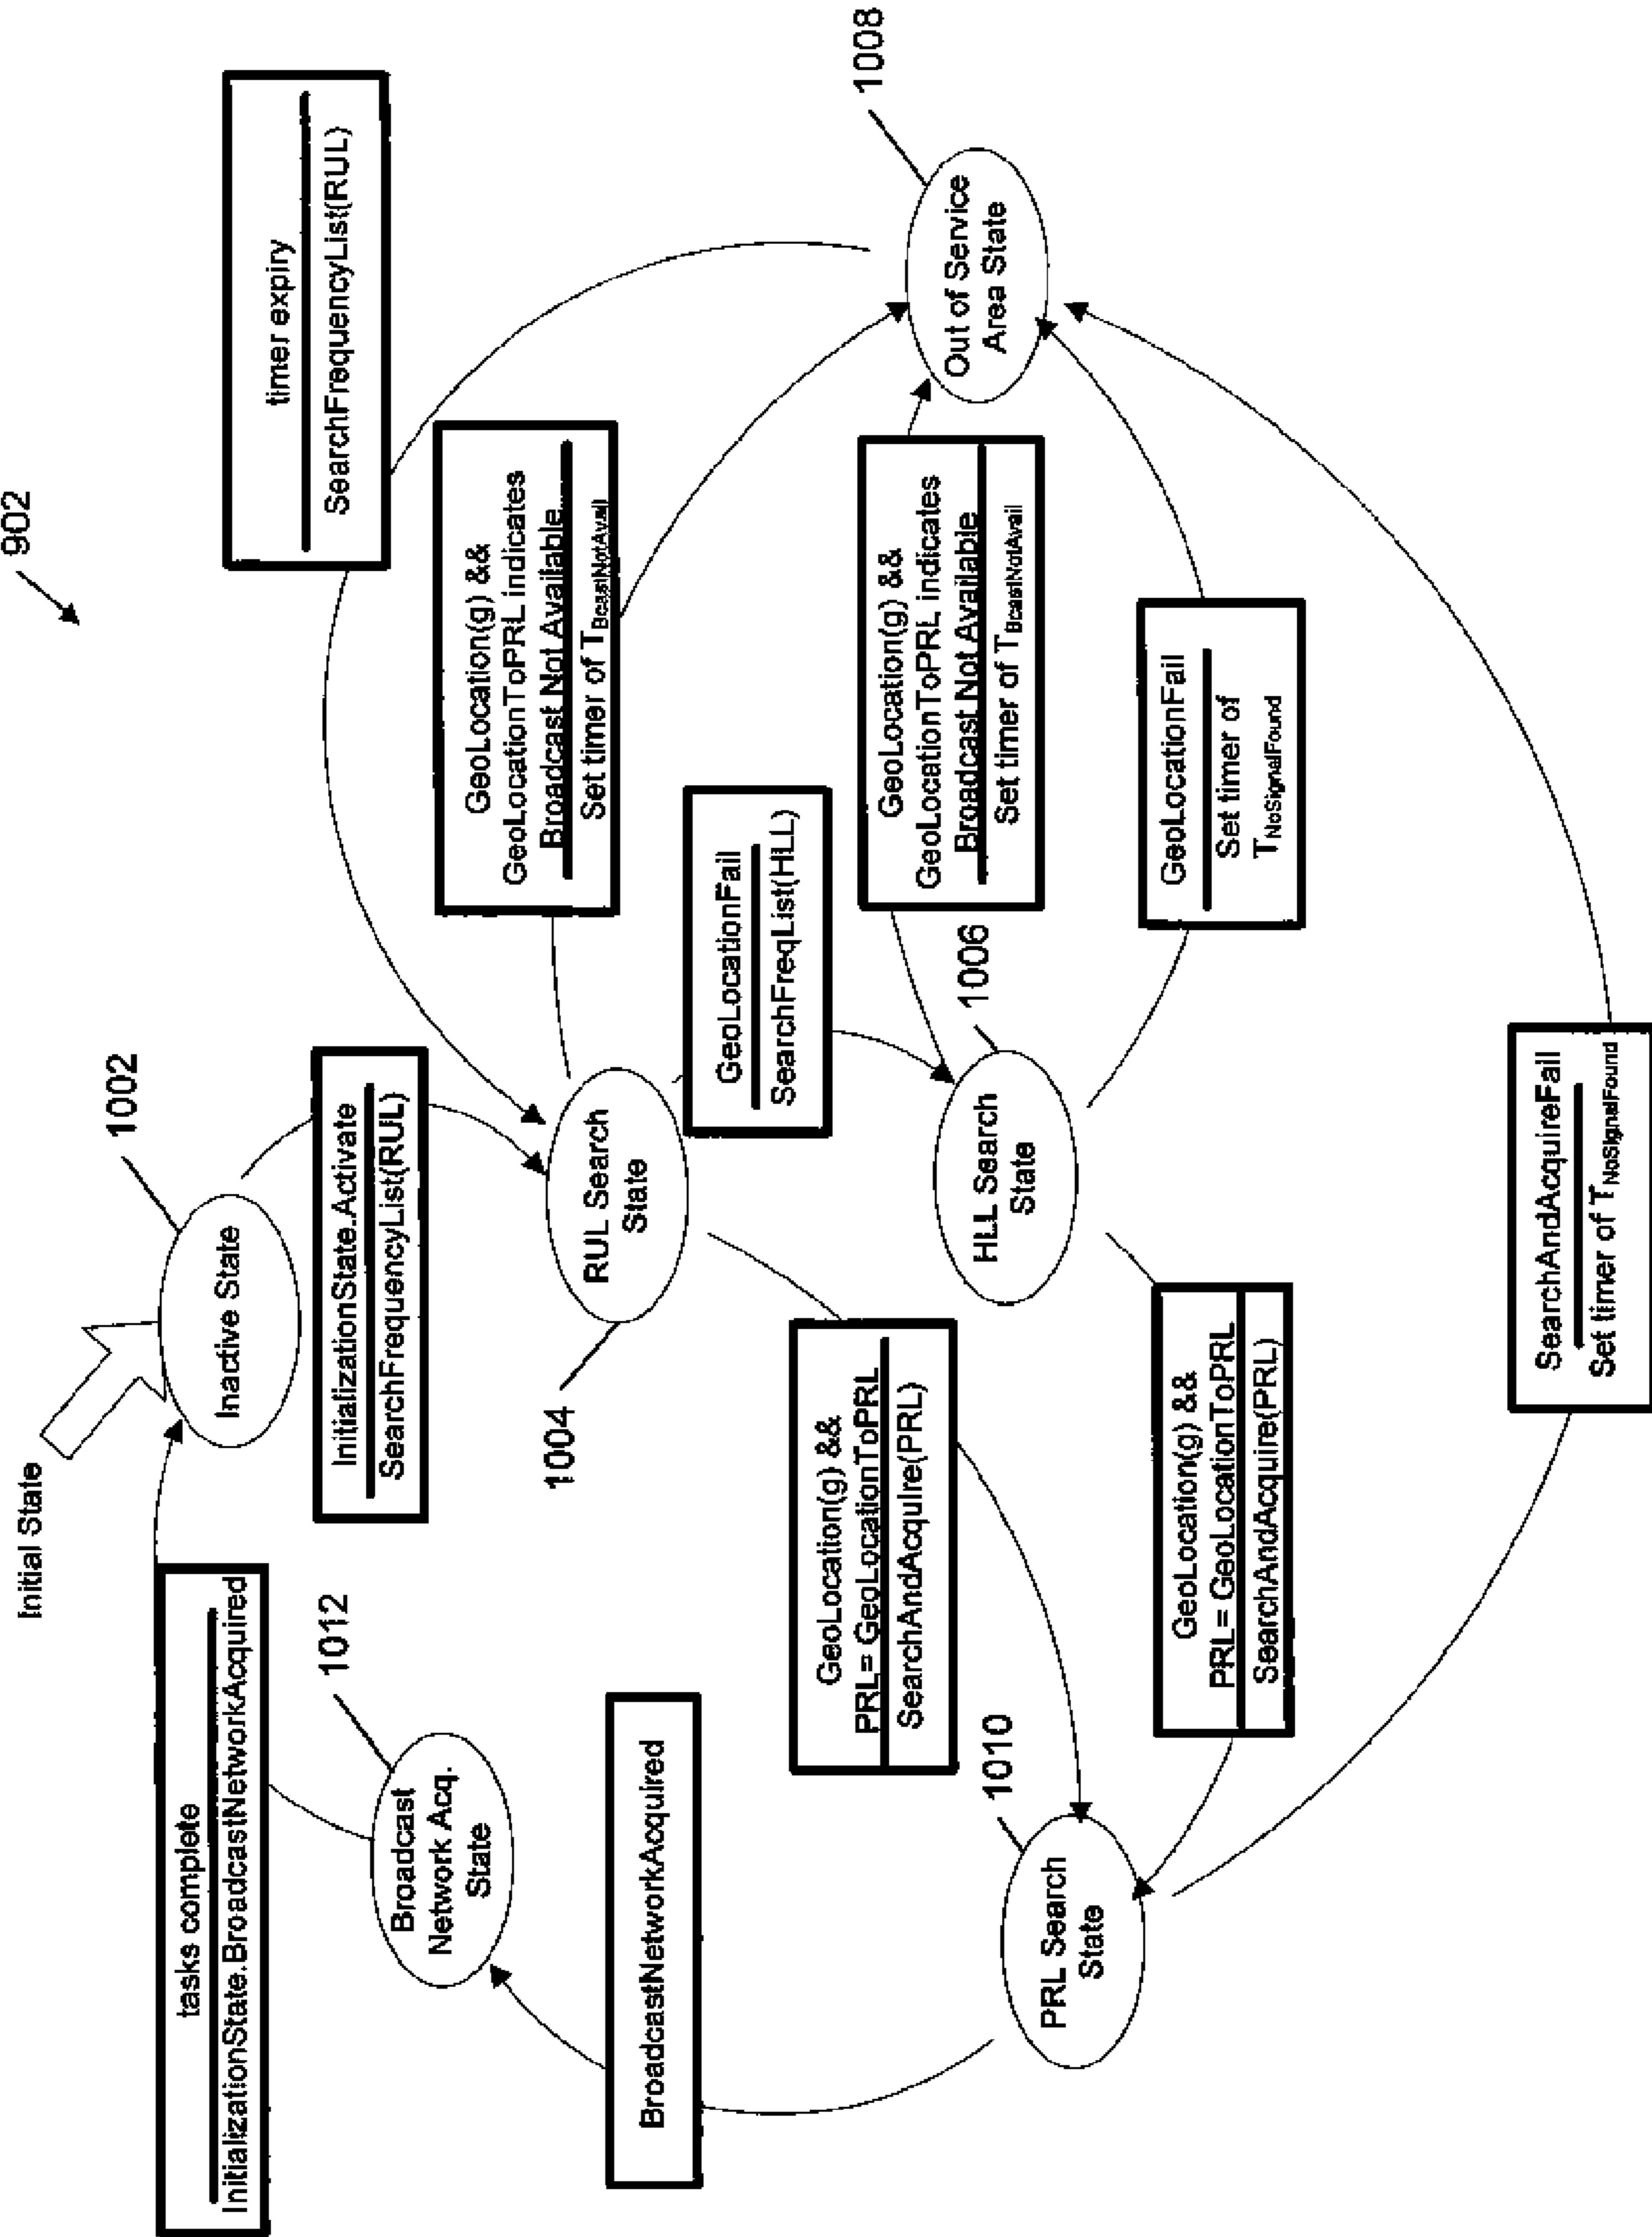 902
Initial State
1002
Inactive State
tasks complete
InitializationState.BroadcastNetworkAcquired
InitializationState.Activate
SearchFrequencyList(RUL)
timer expiry
SearchFrequencyList(RUL)
1012
Broadcast
Network Acq.
State
1004
RUL Search
State
GeoLocation(g) &&
GeoLocationToPRL indicates
Broadcast Not Available
Set timer of TBcastNotAvail
BroadcastNetworkAcquired
GeoLocation(g) &&
PRL= GeoLocationToPRL
SearchAndAcquire(PRL)
GeoLocationFail
SearchFreqList(HLL)
1008
Out of Service
Area State
1006
HLL Search
State
GeoLocation(g) &&
GeoLocationToPRL indicates
Broadcast Not Available
Set timer of TBcastNotAvail
1010
PRL Search
State
GeoLocation(g) &&
PRL= GeoLocationToPRL
SearchAndAcquire(PRL)
GeoLocationFail
Set timer of
TNoSignalFound
SearchAndAcquireFail
Set timer of TNoSignalFound